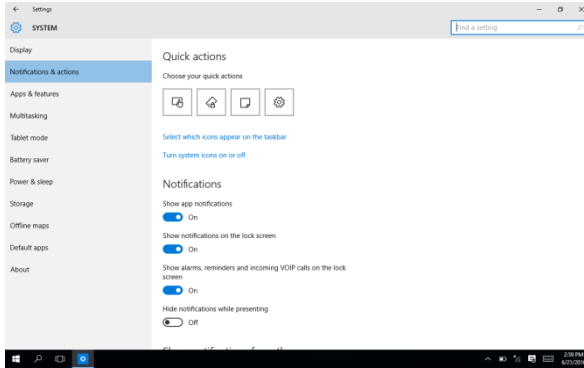 Settings
SYSTEM
Find a setting
Display
Notifications & actions
Apps & features
Multitasking
Tablet mode
Battery saver
Power & sleep
Storage
Offline maps
Default apps
About
Quick actions
Choose your quick actions
Select which icons appear on the taskbar
Turn system icons on or off
Notifications
Show app notifications
On
Show notifications on the lock screen
On
Show alarms, reminders and incoming VOIP calls on the lock
screen
On
Hide notifications while presenting
Off
2:59 PM